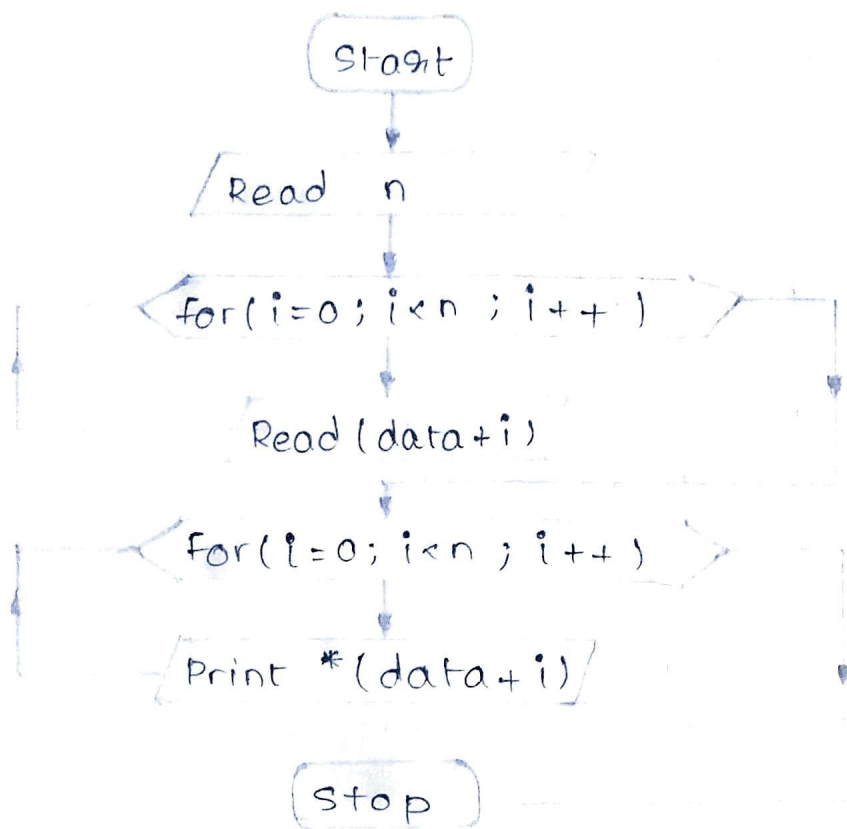 Start
Read n
for(i=0; i<n; i++)
Read (data+i)
for(i=0; i<n; i++)
Print *(data+i)
Stop